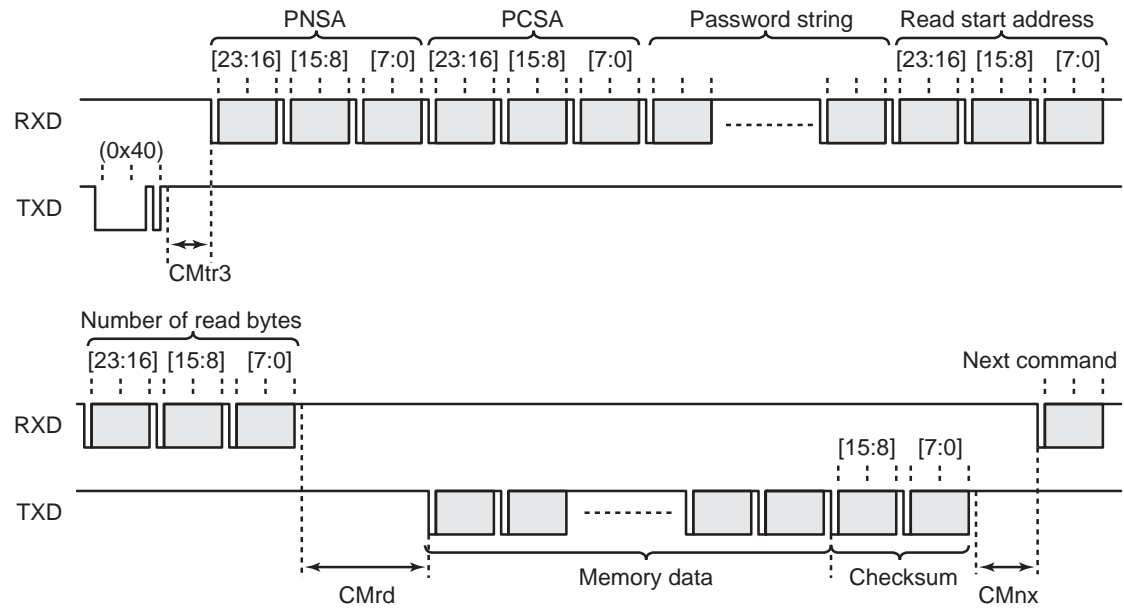 PNSA PCSA Password string Read start address
[23:16] [15:8] [7:0] [23:16] [15:8] [7:0] [23:16] [15:8] [7:0]
RXD
(0x40)
TXD
CMtr3
Number of read bytes
[23:16] [15:8] [7:0] Next command
RXD
[15:8] [7:0]
TXD
Memory data Checksum CMnx
CMrd